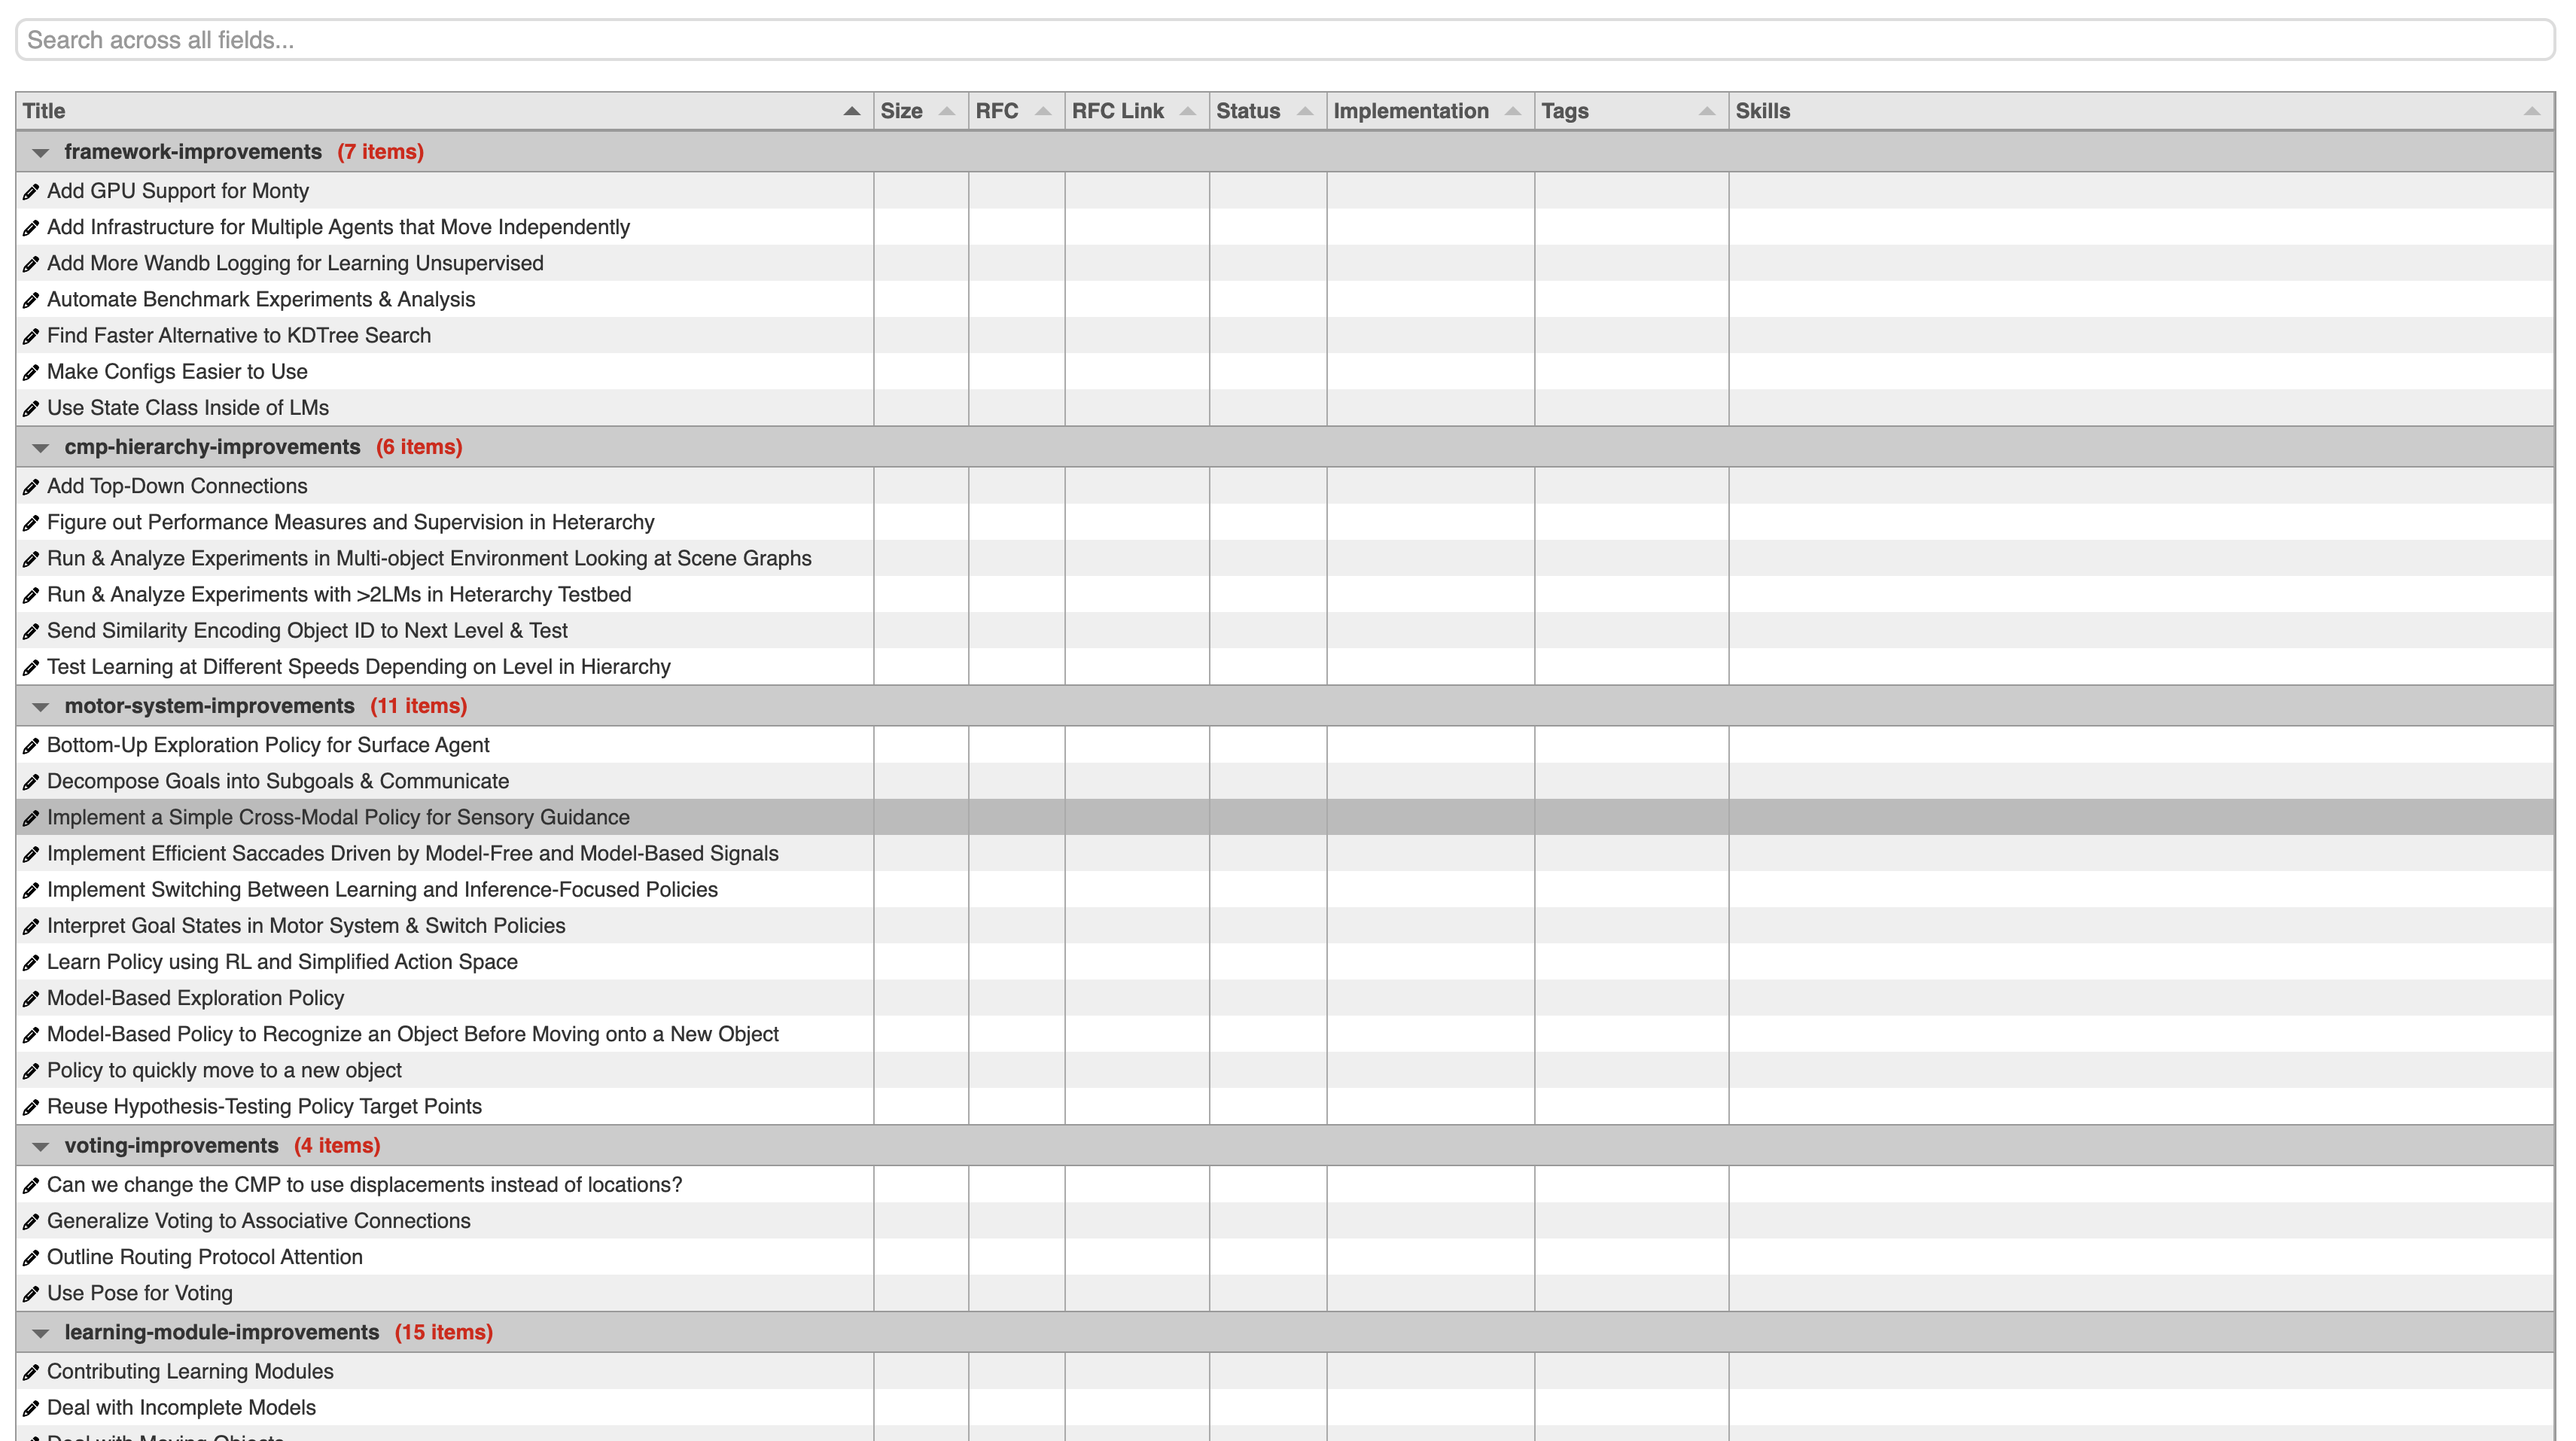 Search across all fields...
Title Size RFC RFC Link Status Implementation Tags Skills
framework-improvements (7 items)
Add GPU Support for Monty
Add Infrastructure for Multiple Agents that Move Independently
Add More Wandb Logging for Learning Unsupervised
Automate Benchmark Experiments & Analysis
Find Faster Alternative to KDTree Search
Make Configs Easier to Use
Use State Class Inside of LMs
cmp-hierarchy-improvements (6 items)
Add Top-Down Connections
Figure out Performance Measures and Supervision in Heterarchy
Run & Analyze Experiments in Multi-object Environment Looking at Scene Graphs
Run & Analyze Experiments with >2LMs in Heterarchy Testbed
Send Similarity Encoding Object ID to Next Level & Test
Test Learning at Different Speeds Depending on Level in Hierarchy
motor-system-improvements (11 items)
Bottom-Up Exploration Policy for Surface Agent
Decompose Goals into Subgoals & Communicate
Implement a Simple Cross-Modal Policy for Sensory Guidance
Implement Efficient Saccades Driven by Model-Free and Model-Based Signals
Implement Switching Between Learning and Inference-Focused Policies
Interpret Goal States in Motor System & Switch Policies
Learn Policy using RL and Simplified Action Space
Model-Based Exploration Policy
Model-Based Policy to Recognize an Object Before Moving onto a New Object
Policy to quickly move to a new object
Reuse Hypothesis-Testing Policy Target Points
voting-improvements (4 items)
Can we change the CMP to use displacements instead of locations?
Generalize Voting to Associative Connections
Outline Routing Protocol Attention
Use Pose for Voting
learning-module-improvements (15 items)
Contributing Learning Modules
Deal with Incomplete Models
Deal with Moving Objects